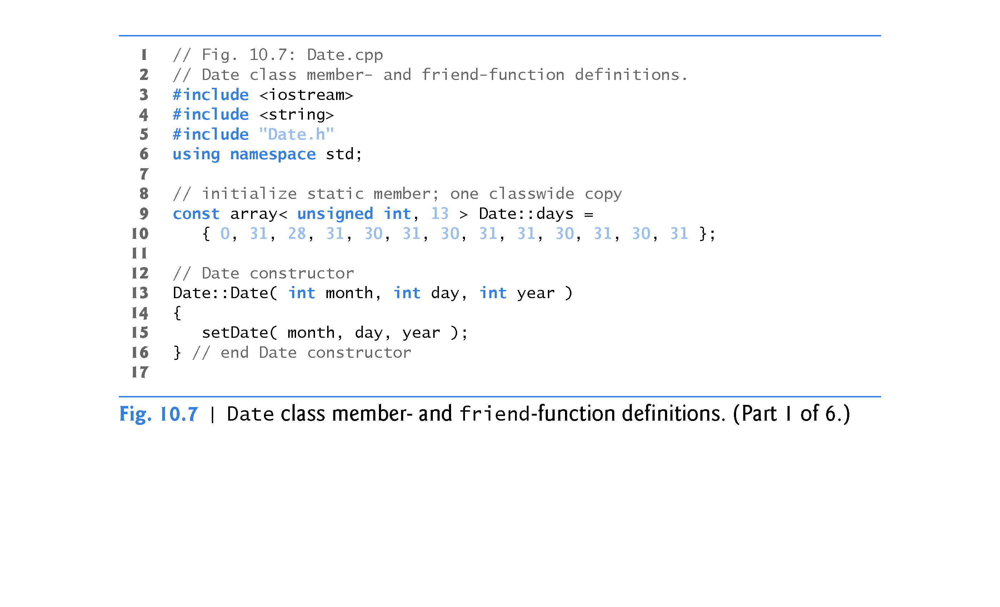 1 // Fig. 10.7: Date.cpp
2 // Date class member- and friend-function definitions.
3 #include <iostream>
4 #include <string>
5 #include "Date.h"
6 using namespace std;
7
8 // initialize static member; one classwide copy
9 const array< unsigned int, 13 > Date::days =
10 { 0, 31, 28, 31, 30, 31, 30, 31, 31, 30, 31, 30, 31 };
11
12 // Date constructor
13 Date::Date( int month, int day, int year )
14 {
15 setDate( month, day, year );
16 } // end Date constructor
17
Fig. 10.7 | Date class member- and friend-function definitions. (Part 1 of 6.)